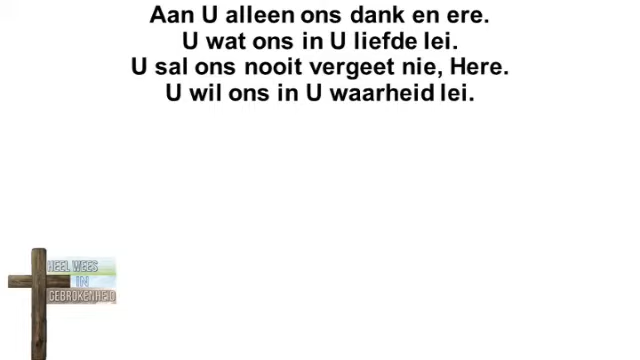 Aan U alleen ons dank en ere.
U wat ons in U liefde lei.
U sal ons nooit vergeet nie, Here.
U wil ons in U waarheid lei.
HEEL WEES
IN
GEBROKENHEID